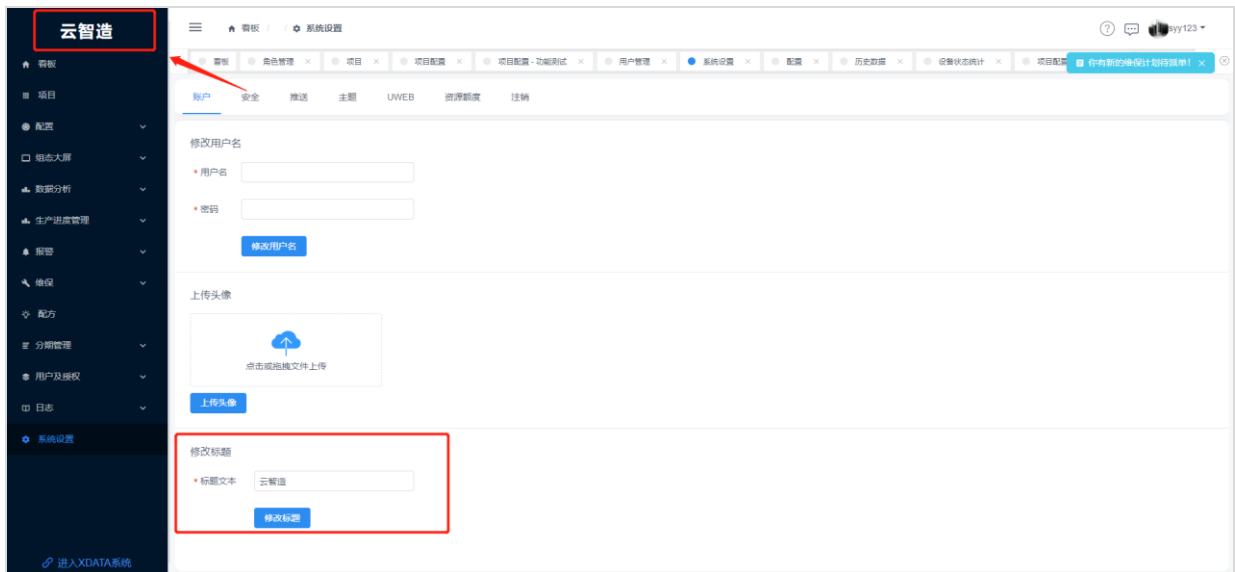 云智造
看板 / / 系统设置
syy123
看板
角色管理
项目
项目配置
项目配置 - 功能测试
用户管理
系统设置
配置
历史数据
设备状态统计
项目配置
你有新的维保计划待派单!
看板
项目
配置
组态大屏
数据分析
生产进度管理
报警
维保
配方
分期管理
用户及授权
日志
系统设置
进入XDATA系统
账户 安全 推送 主题 UWEB 资源额度 注销
修改用户名
* 用户名
* 密码
修改用户名
上传头像
点击或拖拽文件上传
上传头像
修改标题
* 标题文本 云智造
修改标题